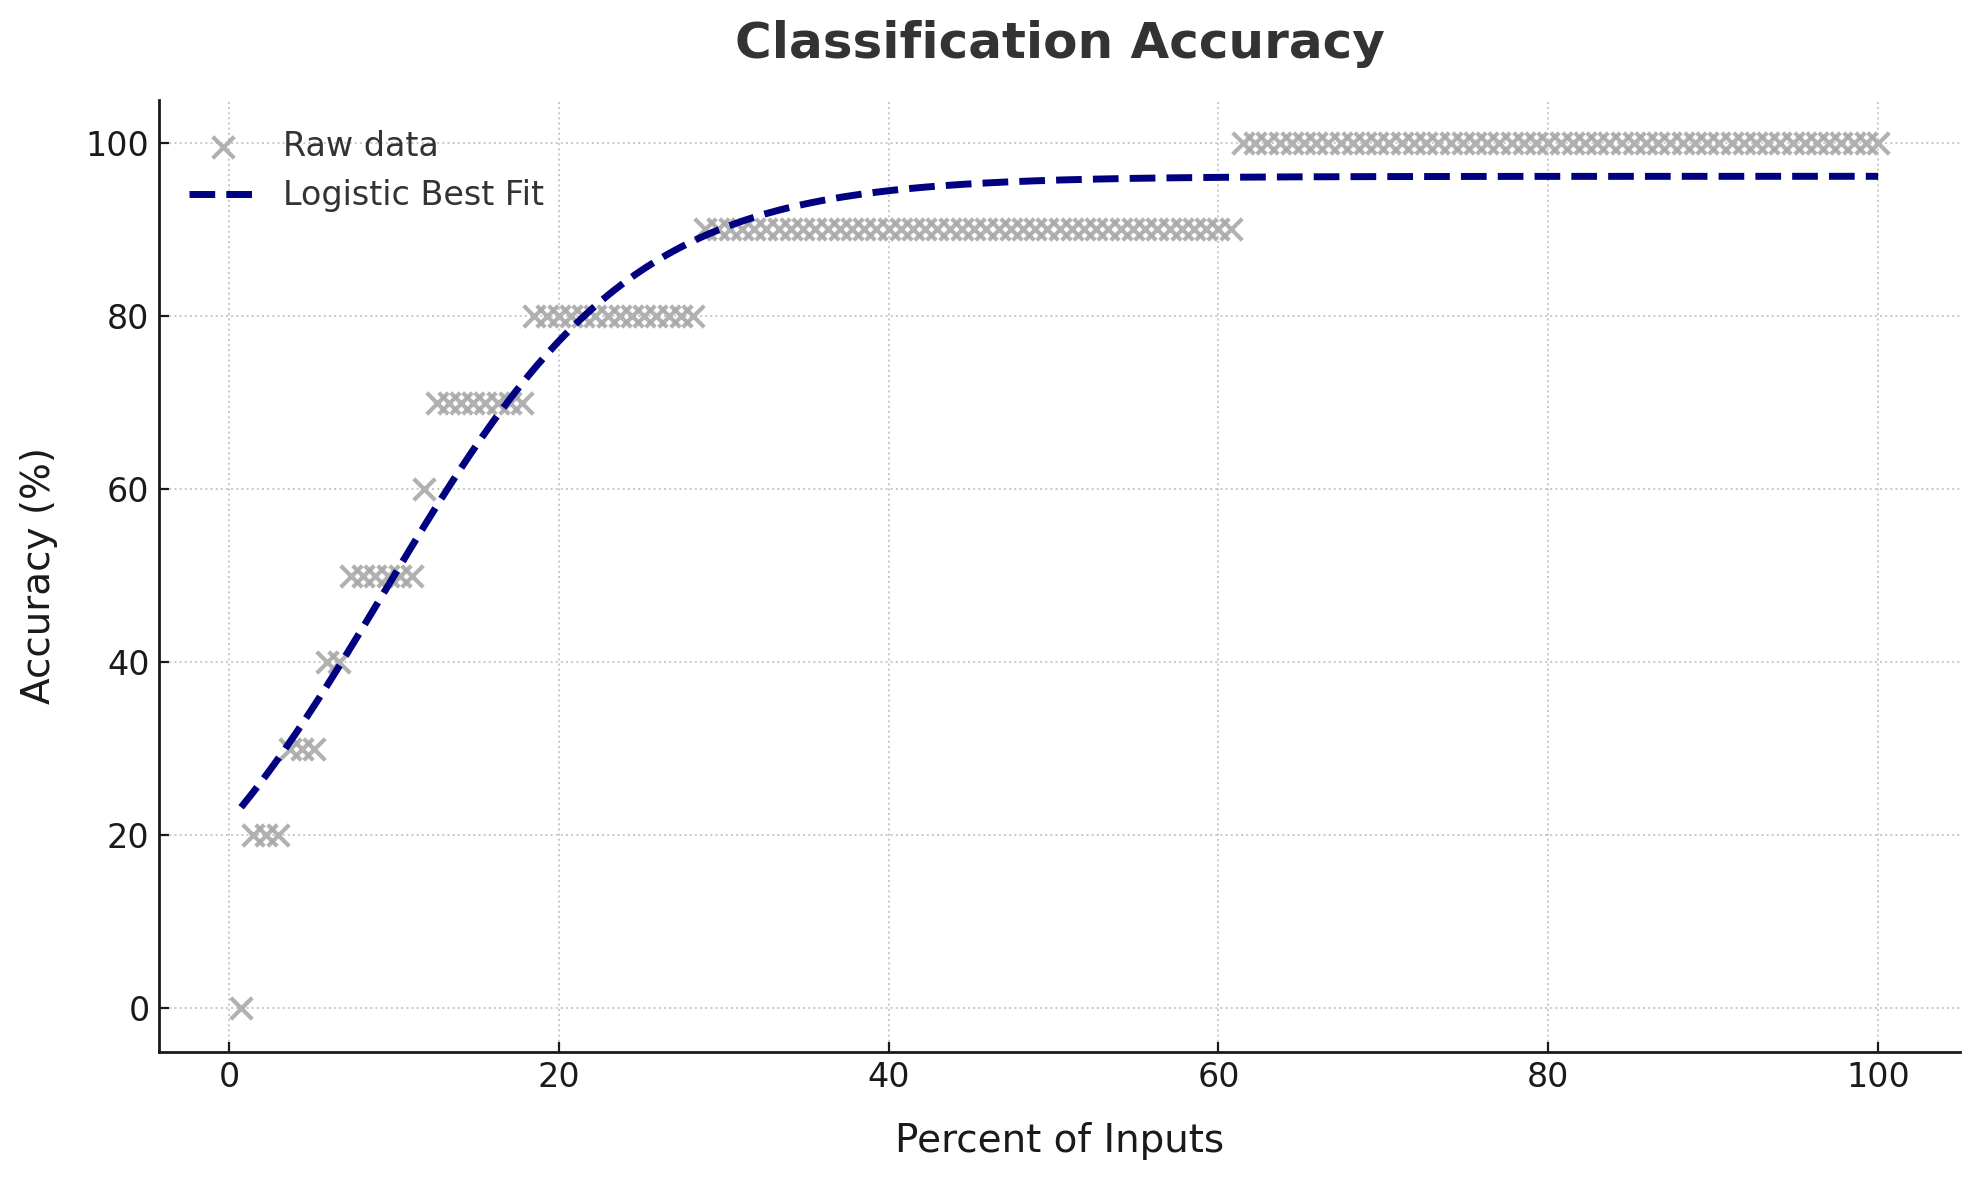 Classification Accuracy
Raw data
Logistic Best Fit
100
80
60
40
20
0
Accuracy (%)
0 20 40 60 80 100
Percent of Inputs